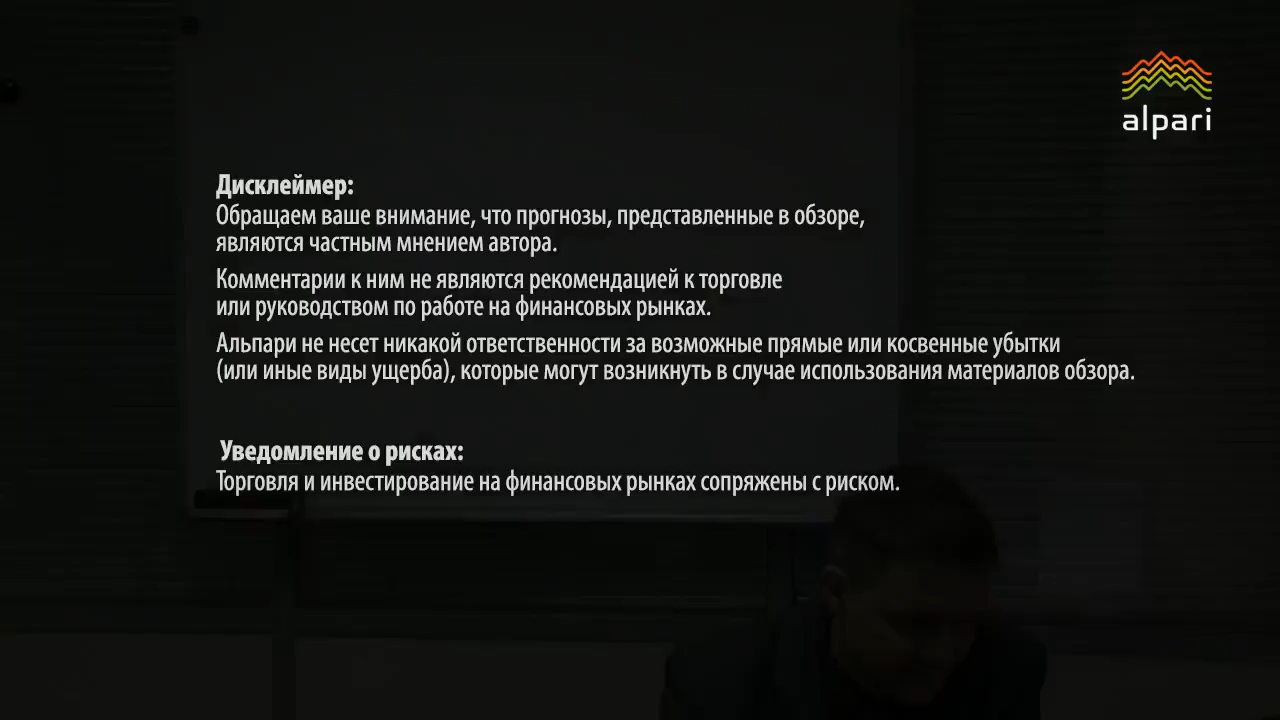 alpari
Дисклеймер:
Обращаем ваше внимание, что прогнозы, представленные в обзоре,
являются частным мнением автора.
Комментарии к ним не являются рекомендацией к торговле
или руководством по работе на финансовых рынках.
Альпари не несет никакой ответственности за возможные прямые или косвенные убытки
(или иные виды ущерба), которые могут возникнуть в случае использования материалов обзора.
Уведомление о рисках:
Торговля и инвестирование на финансовых рынках сопряжены с риском.